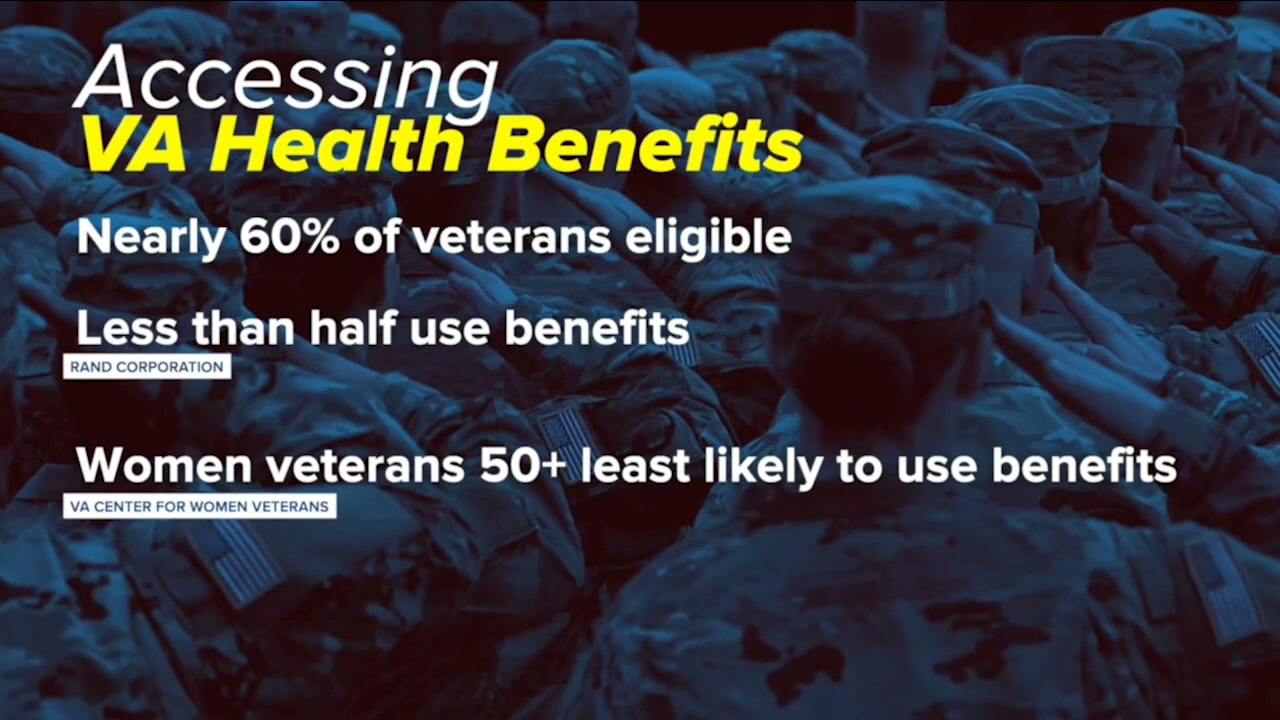 Accessing
VA Health Benefits
Nearly 60% of veterans eligible
Less than half use benefits
RAND CORPORATION
Women veterans 50+ least likely to use benefits
VA CENTER FOR WOMEN VETERANS